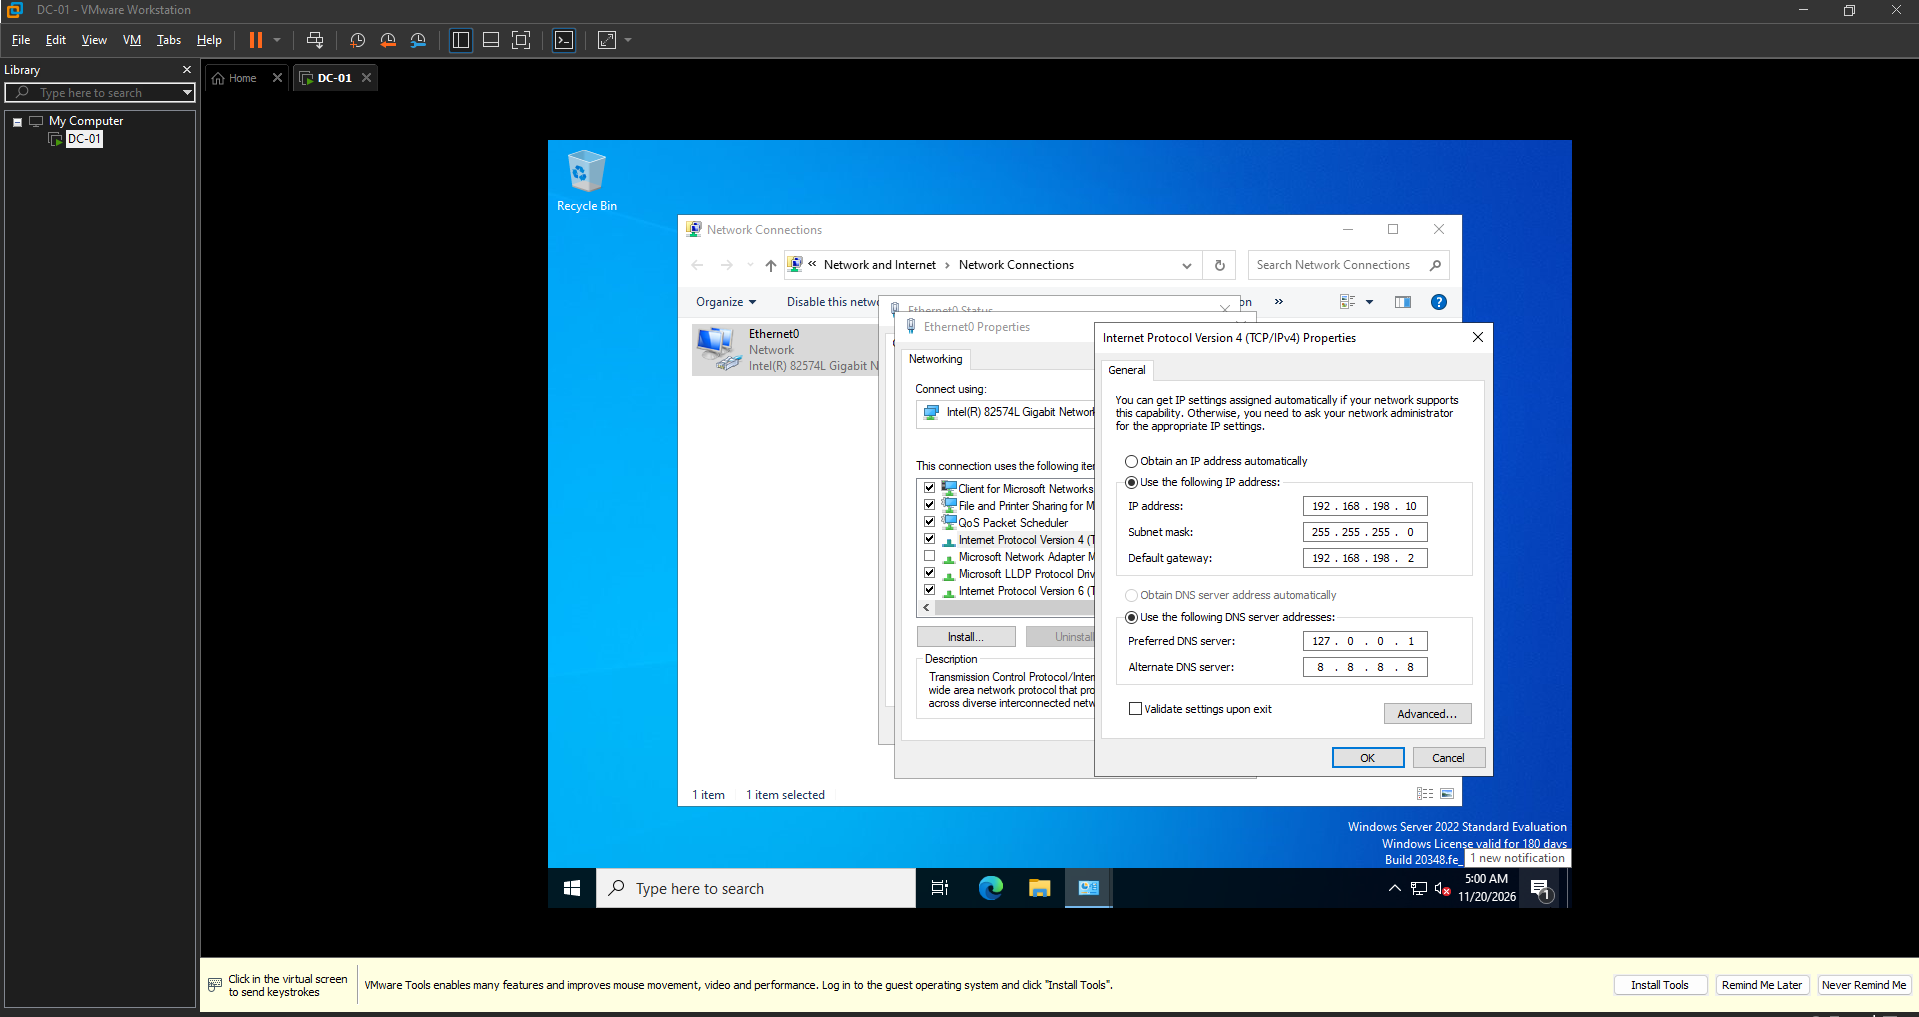 DC-01 - VMware Workstation
File Edit View VM Tabs Help
Library
Type here to search
My Computer
DC-01
Home
DC-01
Recycle Bin
Network Connections
« Network and Internet › Network Connections
Search Network Connections
Organize
Disable this netw
on
»
Ethernet0
Network
Intel(R) 82574L Gigabit N
Ethernet0 Status
Ethernet0 Properties
Networking
Connect using:
Intel(R) 82574L Gigabit Networ
This connection uses the following ite
Client for Microsoft Networks
File and Printer Sharing for M
QoS Packet Scheduler
Internet Protocol Version 4 (T
Microsoft Network Adapter M
Microsoft LLDP Protocol Driv
Internet Protocol Version 6 (T
Install...
Uninstall
Description
Transmission Control Protocol/Inter
wide area network protocol that pro
across diverse interconnected netw
Internet Protocol Version 4 (TCP/IPv4) Properties
General
You can get IP settings assigned automatically if your network supports
this capability. Otherwise, you need to ask your network administrator
for the appropriate IP settings.
Obtain an IP address automatically
Use the following IP address:
IP address: 192 . 168 . 198 . 10
Subnet mask: 255 . 255 . 255 . 0
Default gateway: 192 . 168 . 198 . 2
Obtain DNS server address automatically
Use the following DNS server addresses:
Preferred DNS server: 127 . 0 . 0 . 1
Alternate DNS server: 8 . 8 . 8 . 8
Validate settings upon exit
Advanced...
OK
Cancel
1 item
1 item selected
Windows Server 2022 Standard Evaluation
Windows License valid for 180 days
Build 20348.fe_
1 new notification
Type here to search
5:00 AM
11/20/2026
1
Click in the virtual screen
to send keystrokes
VMware Tools enables many features and improves mouse movement, video and performance. Log in to the guest operating system and click "Install Tools".
Install Tools
Remind Me Later
Never Remind Me